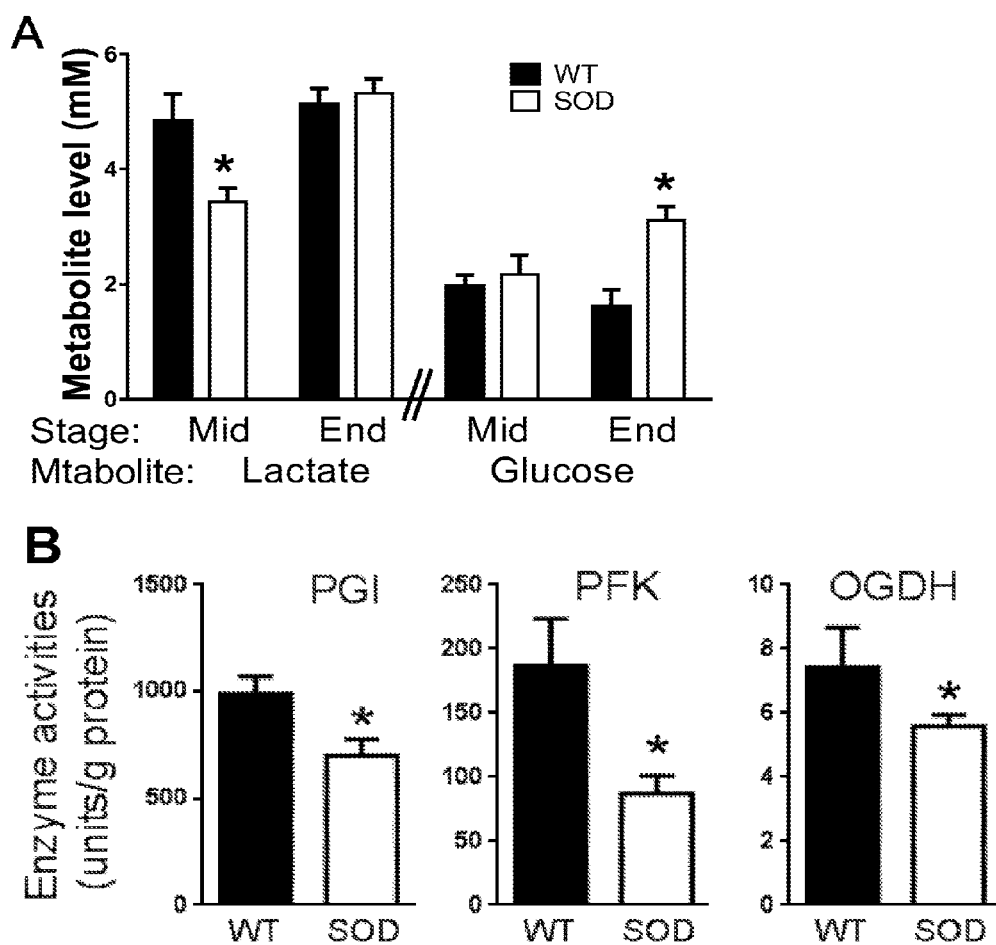 A
Metabolite level (mM)
6
4
2
0
WT
SOD
*
*
Stage: Mid End Mid End
Mtabolite: Lactate Glucose
B
Enzyme activities
(units/g protein)
1500
1000
500
0
PGI
*
WT SOD
250
200
150
100
50
0
PFK
*
WT SOD
10
8
6
4
2
0
OGDH
*
WT SOD